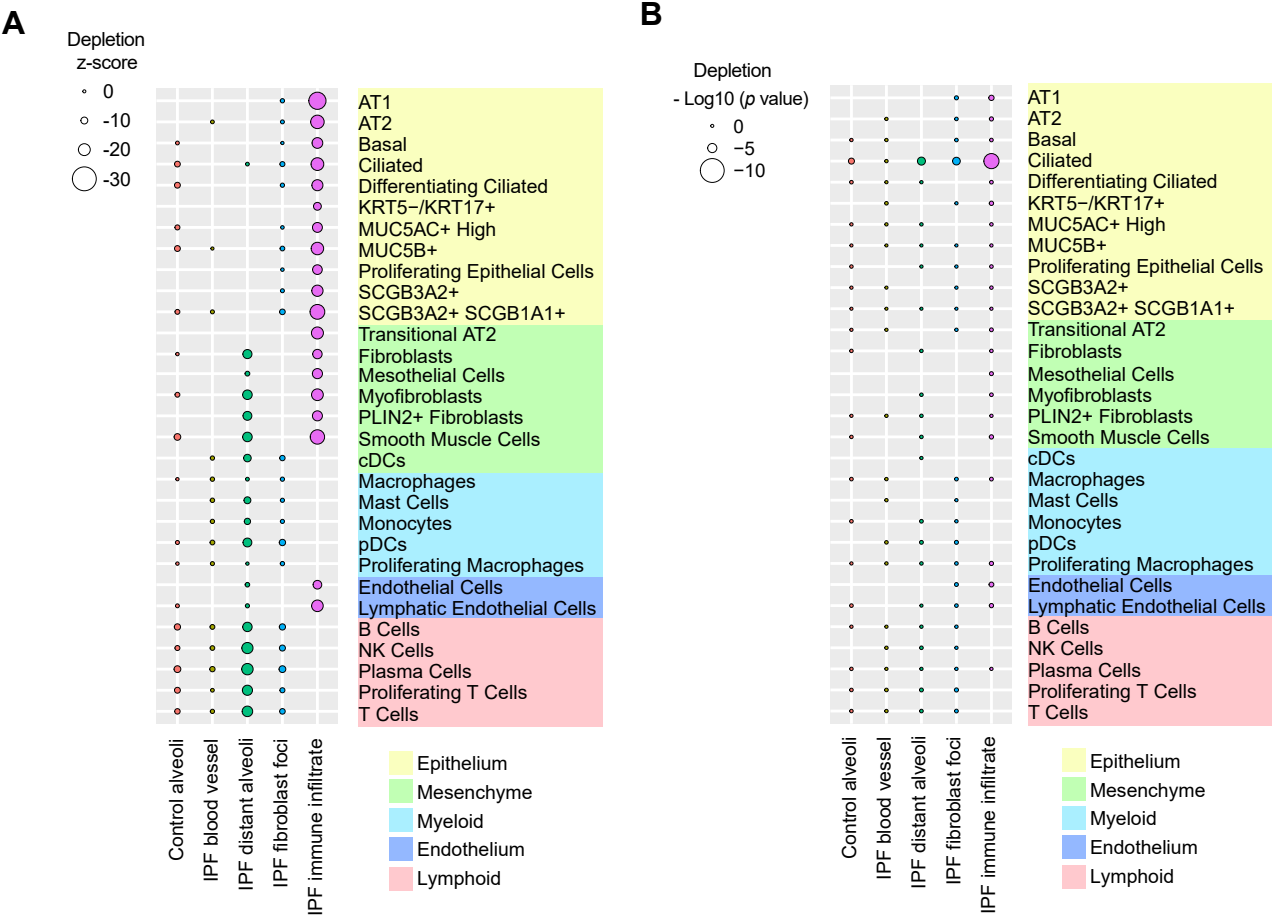 A
Depletion
z-score
0
-10
-20
-30
AT1
AT2
Basal
Ciliated
Differentiating Ciliated
KRT5−/KRT17+
MUC5AC+ High
MUC5B+
Proliferating Epithelial Cells
SCGB3A2+
SCGB3A2+ SCGB1A1+
Transitional AT2
Fibroblasts
Mesothelial Cells
Myofibroblasts
PLIN2+ Fibroblasts
Smooth Muscle Cells
cDCs
Macrophages
Mast Cells
Monocytes
pDCs
Proliferating Macrophages
Endothelial Cells
Lymphatic Endothelial Cells
B Cells
NK Cells
Plasma Cells
Proliferating T Cells
T Cells
Control alveoli
IPF blood vessel
IPF distant alveoli
IPF fibroblast foci
IPF immune infiltrate
Epithelium
Mesenchyme
Myeloid
Endothelium
Lymphoid
B
Depletion
- Log10 (p value)
0
−5
−10
AT1
AT2
Basal
Ciliated
Differentiating Ciliated
KRT5−/KRT17+
MUC5AC+ High
MUC5B+
Proliferating Epithelial Cells
SCGB3A2+
SCGB3A2+ SCGB1A1+
Transitional AT2
Fibroblasts
Mesothelial Cells
Myofibroblasts
PLIN2+ Fibroblasts
Smooth Muscle Cells
cDCs
Macrophages
Mast Cells
Monocytes
pDCs
Proliferating Macrophages
Endothelial Cells
Lymphatic Endothelial Cells
B Cells
NK Cells
Plasma Cells
Proliferating T Cells
T Cells
Control alveoli
IPF blood vessel
IPF distant alveoli
IPF fibroblast foci
IPF immune infiltrate
Epithelium
Mesenchyme
Myeloid
Endothelium
Lymphoid